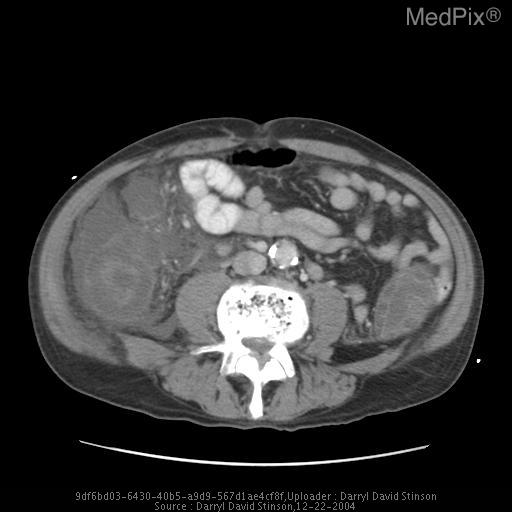 MedPix®
9df6bd03-6430-40b5-a9d9-567d1ae4cf8f,Uploader : Darryl David Stinson
Source : Darryl David Stinson,12-22-2004